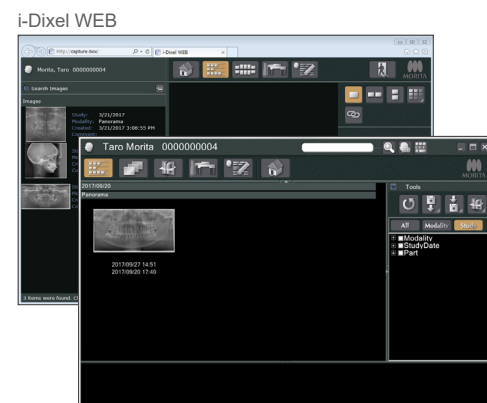 i-Dixel WEB
http://capture-box/
i-Dixel WEB
Morita, Taro 0000000004
MORITA
Search Images
Images
Study: 3/21/2017
Modality: Panorama
Created: 3/21/2017 3:08:55 PM
Comment:
3 items were found.
Taro Morita 0000000004
MORITA
2017/09/20
Panorama
2017/09/27 14:51
2017/09/20 17:40
Tools
All Modality Study
Modality
StudyDate
Part